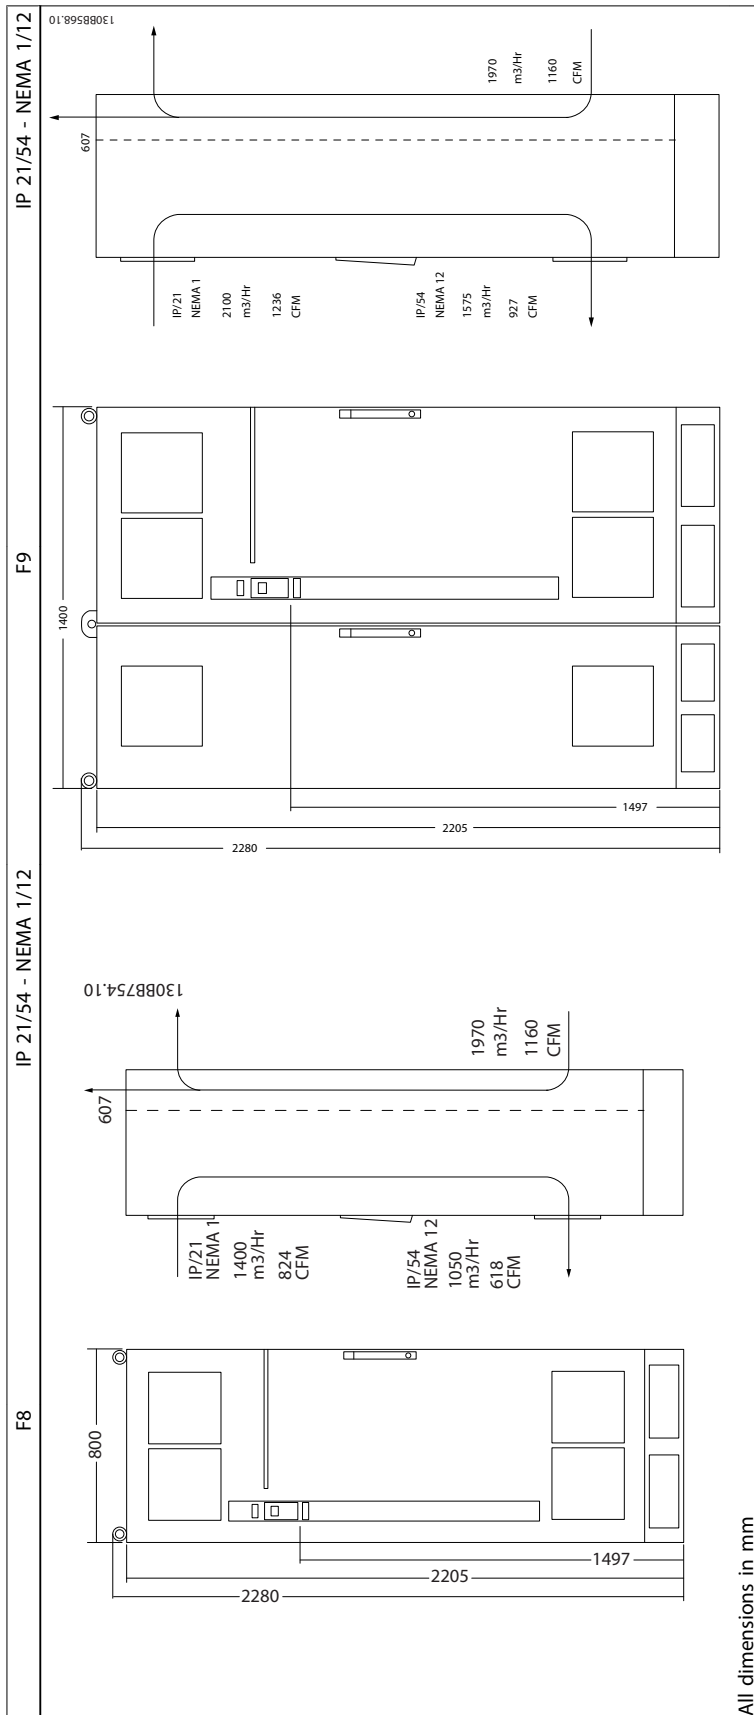 F8
IP 21/54 - NEMA 1/12
F9
IP 21/54 - NEMA 1/12
800
2280
2205
1497
IP/21
NEMA 1
1400
m3/Hr
824
CFM
IP/54
NEMA 12
1050
m3/Hr
618
CFM
607
1970
m3/Hr
1160
CFM
130BB754.10
1400
2280
2205
1497
IP/21
NEMA 1
2100
m3/Hr
1236
CFM
IP/54
NEMA 12
1575
m3/Hr
927
CFM
607
1970
m3/Hr
1160
CFM
130BB568.10
All dimensions in mm